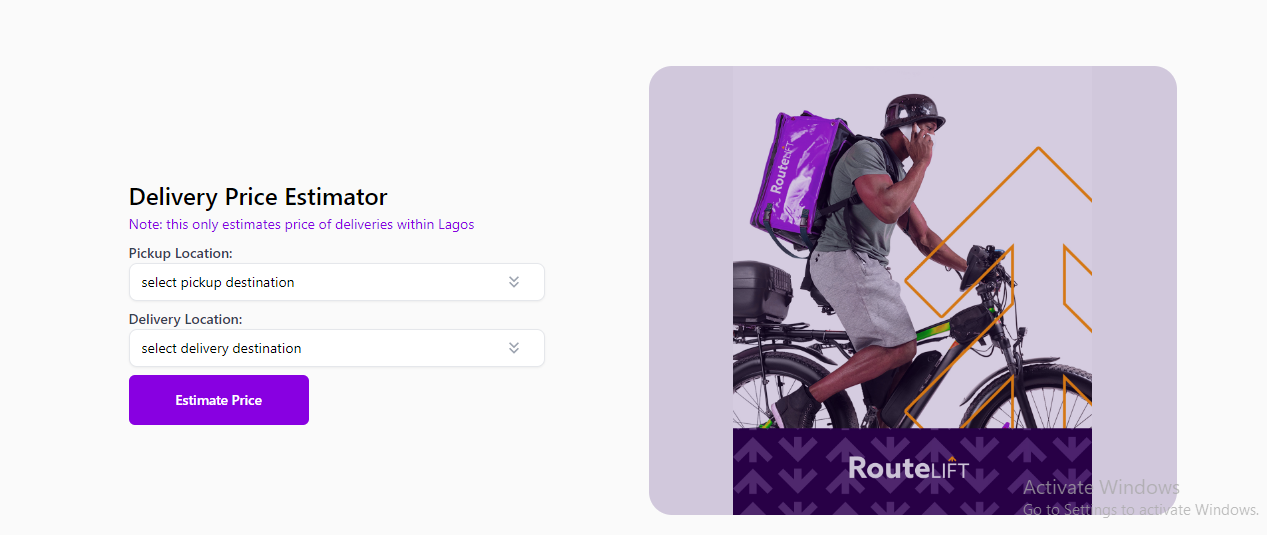 Delivery Price Estimator
Note: this only estimates price of deliveries within Lagos
Pickup Location:
select pickup destination
Delivery Location:
select delivery destination
Estimate Price
RouteLIFT
RouteLIFT
Activate Windows
Go to Settings to activate Windows.